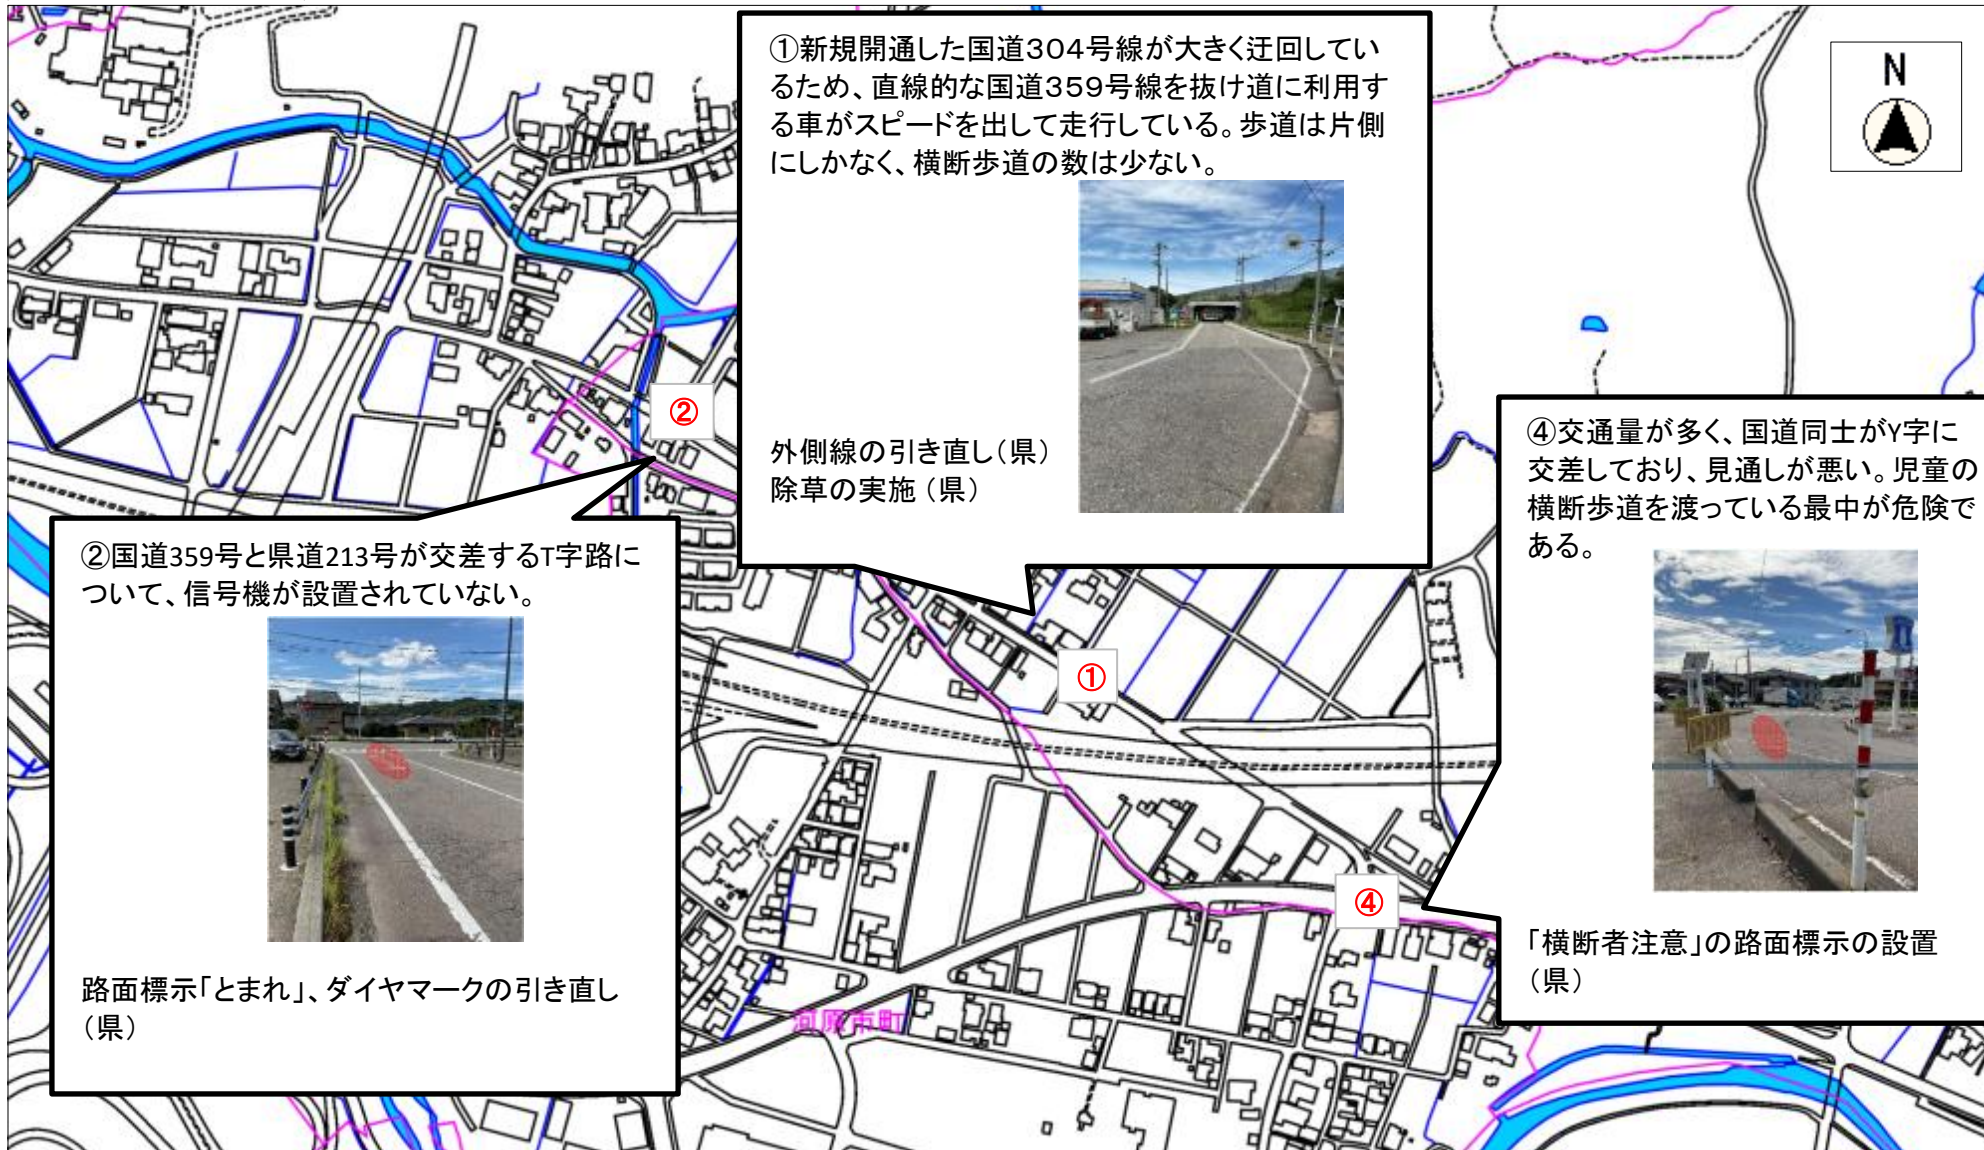 ①新規開通した国道304号線が大きく迂回してい
るため、直線的な国道359号線を抜け道に利用す
る車がスピードを出して走行している。歩道は片側
にしかなく、横断歩道の数は少ない。
外側線の引き直し(県)
除草の実施(県)
N
②
②国道359号と県道213号が交差するT字路に
ついて、信号機が設置されていない。
路面標示「とまれ」、ダイヤマークの引き直し
(県)
①
④交通量が多く、国道同士がY字に
交差しており、見通しが悪い。児童の
横断歩道を渡っている最中が危険で
ある。
「横断者注意」の路面標示の設置
(県)
④
河原市町